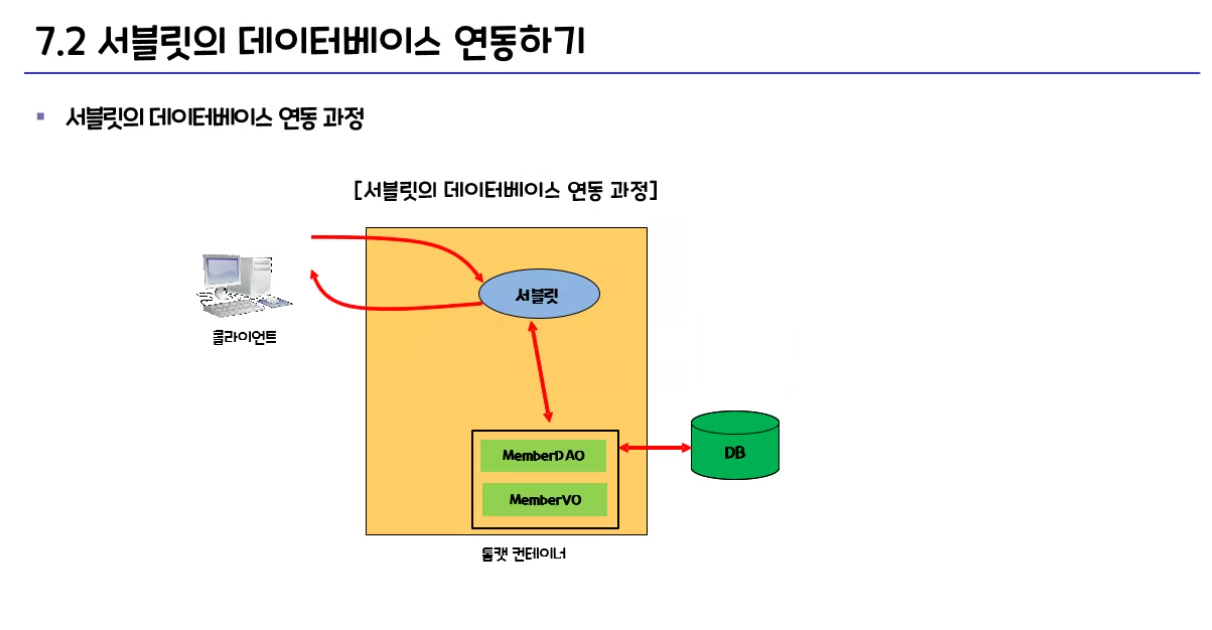 7.2 서블릿의 데이터베이스 연동하기
서블릿의 데이터베이스 연동 과정
[서블릿의 데이터베이스 연동 과정]
서블릿
클라이언트
MemberDAO
DB
MemberVO
톰캣 컨테이너